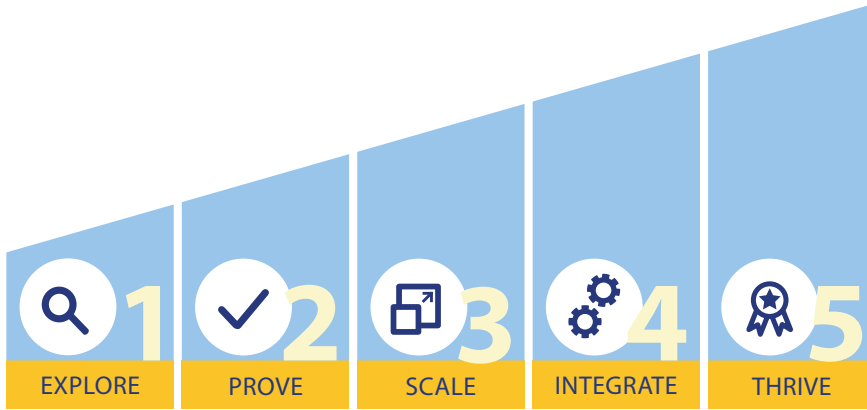 1
EXPLORE
2
PROVE
3
SCALE
4
INTEGRATE
5
THRIVE